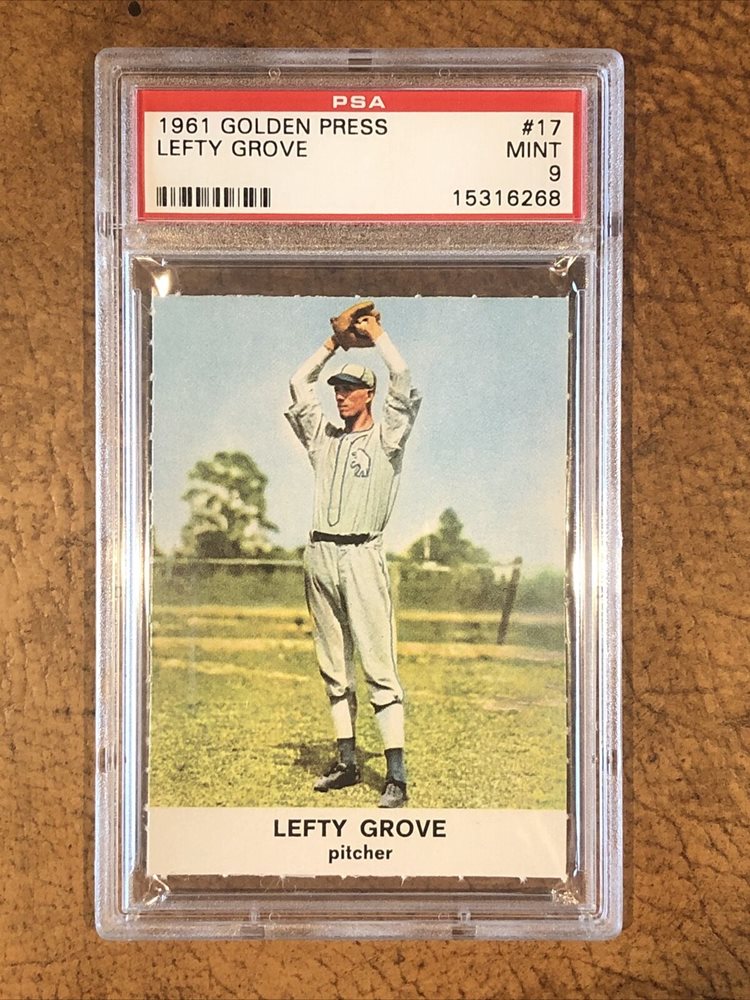 PSA
1961 GOLDEN PRESS #17
LEFTY GROVE MINT
9
15316268
LEFTY GROVE
pitcher